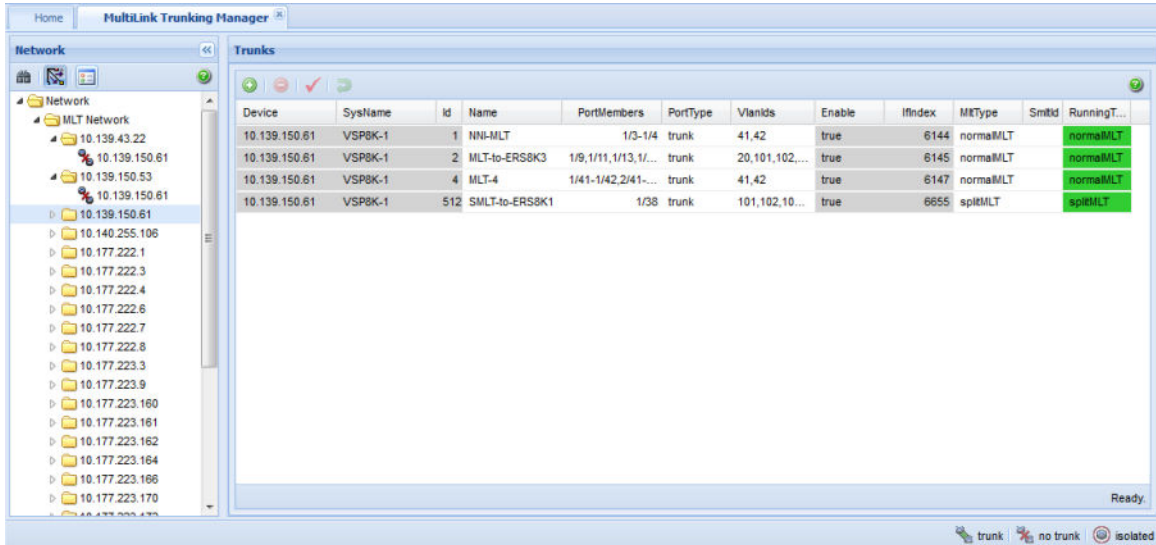 Home MultiLink Trunking Manager
Network Trunks
Network
MLT Network
10.139.43.22
10.139.150.61
10.139.150.53
10.139.150.61
10.139.150.61
10.140.255.106
10.177.222.1
10.177.222.3
10.177.222.4
10.177.222.6
10.177.222.7
10.177.222.8
10.177.223.3
10.177.223.9
10.177.223.160
10.177.223.161
10.177.223.162
10.177.223.164
10.177.223.166
10.177.223.170
Device SysName Id Name PortMembers PortType VlanIds Enable IfIndex MltType SmltId RunningT...
10.139.150.61 VSP8K-1 1 NNI-MLT 1/3-1/4 trunk 41,42 true 6144 normalMLT normalMLT
10.139.150.61 VSP8K-1 2 MLT-to-ERS8K3 1/9,1/11,1/13,1/... trunk 20,101,102,... true 6145 normalMLT normalMLT
10.139.150.61 VSP8K-1 4 MLT-4 1/41-1/42,2/41-... trunk 41,42 true 6147 normalMLT normalMLT
10.139.150.61 VSP8K-1 512 SMLT-to-ERS8K1 1/38 trunk 101,102,10... true 6655 splitMLT splitMLT
Ready.
trunk no trunk isolated